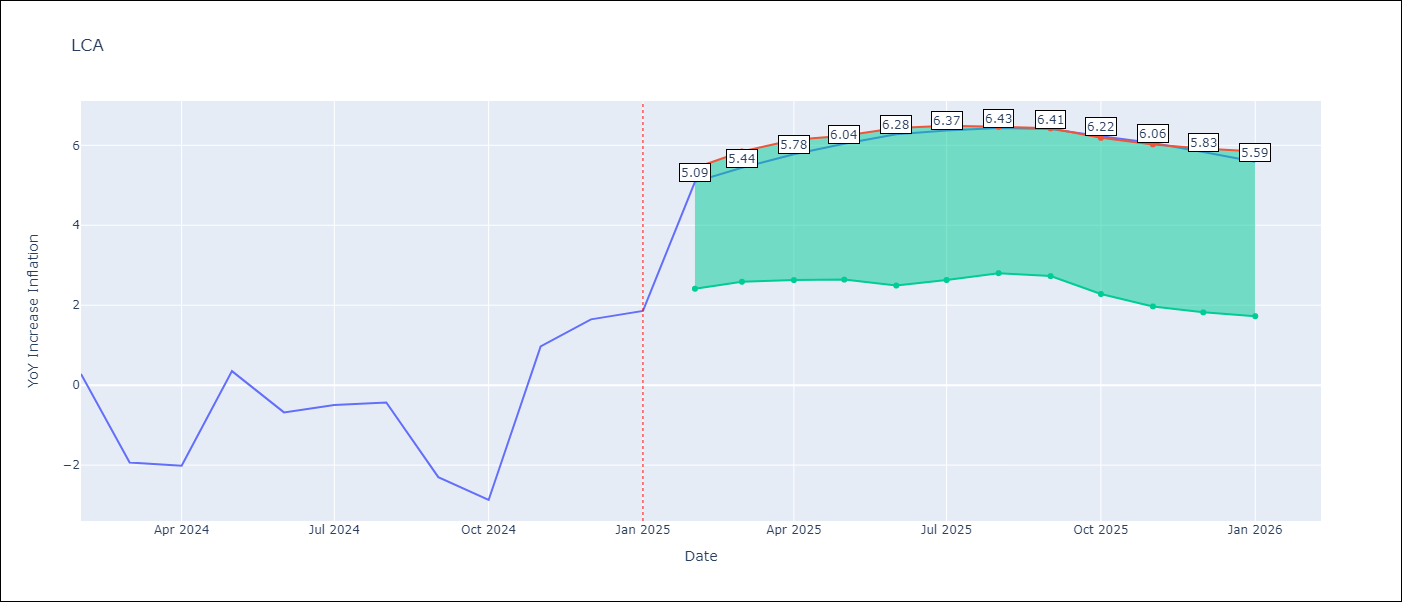 LCA
YoY Increase Inflation
6
4
2
0
−2
5.09
5.44
5.78
6.04
6.28
6.37
6.43
6.41
6.22
6.06
5.83
5.59
Apr 2024
Jul 2024
Oct 2024
Jan 2025
Apr 2025
Jul 2025
Oct 2025
Jan 2026
Date